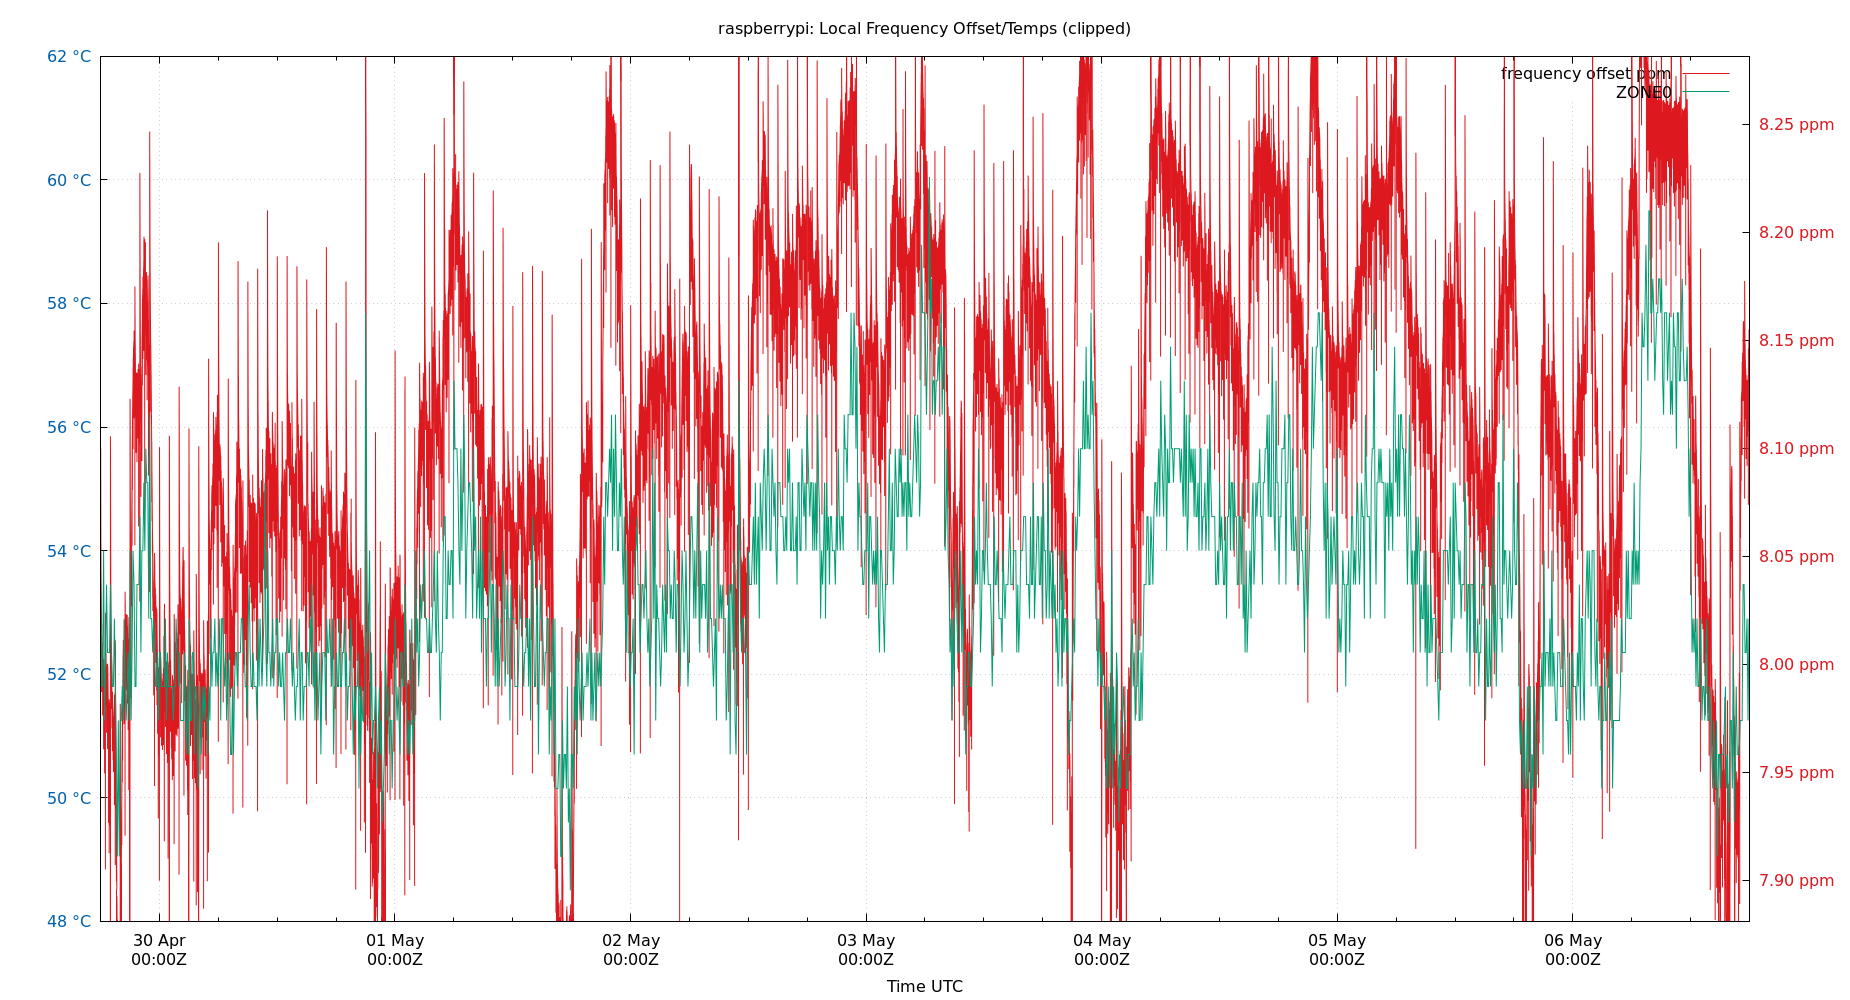 raspberrypi: Local Frequency Offset/Temps (clipped)
62 °C
60 °C
58 °C
56 °C
54 °C
52 °C
50 °C
48 °C
frequency offset ppm
ZONE0
8.25 ppm
8.20 ppm
8.15 ppm
8.10 ppm
8.05 ppm
8.00 ppm
7.95 ppm
7.90 ppm
30 Apr 01 May 02 May 03 May 04 May 05 May 06 May
00:00Z 00:00Z 00:00Z 00:00Z 00:00Z 00:00Z 00:00Z
Time UTC